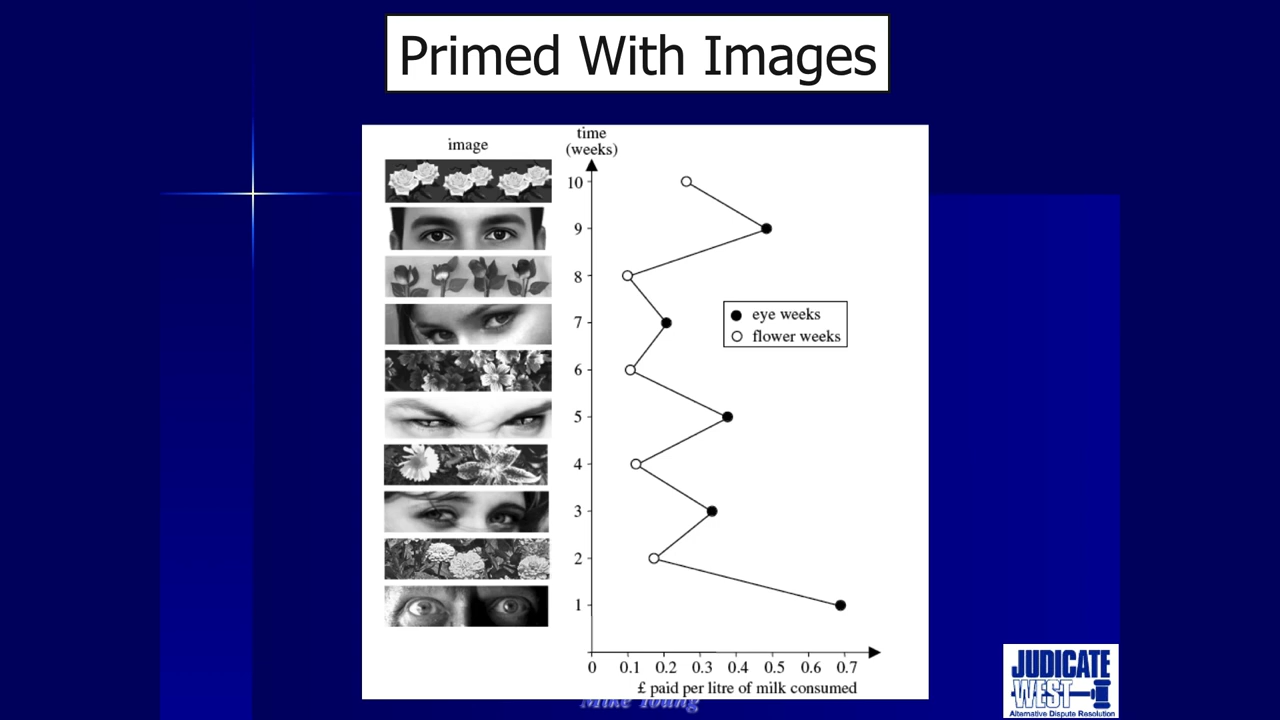 Primed With Images
image
time
(weeks)
10
9
8
7
6
5
4
3
2
1
eye weeks
flower weeks
0 0.1 0.2 0.3 0.4 0.5 0.6 0.7
£ paid per litre of milk consumed
Mike Young
JUDICATE
WEST
Alternative Dispute Resolution